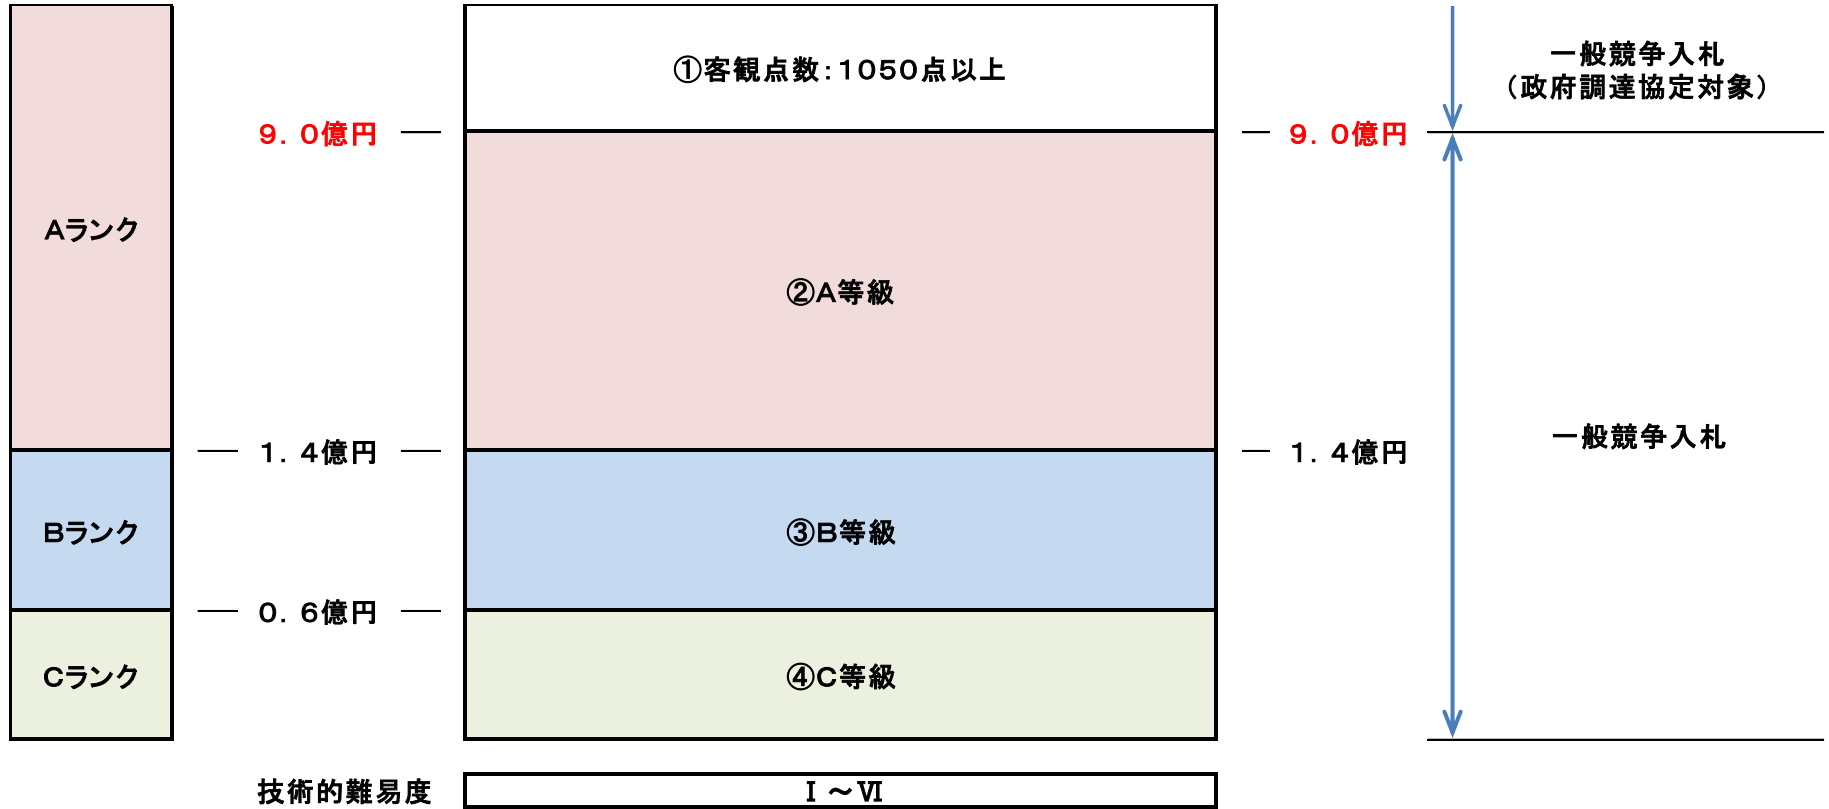 ①客観点数：１０５０点以上
一般競争入札
（政府調達協定対象）
９．０億円
９．０億円
Ａランク
②Ａ等級
１．４億円
１．４億円
一般競争入札
Ｂランク
③Ｂ等級
０．６億円
Ｃランク
④Ｃ等級
技術的難易度
Ⅰ～Ⅵ